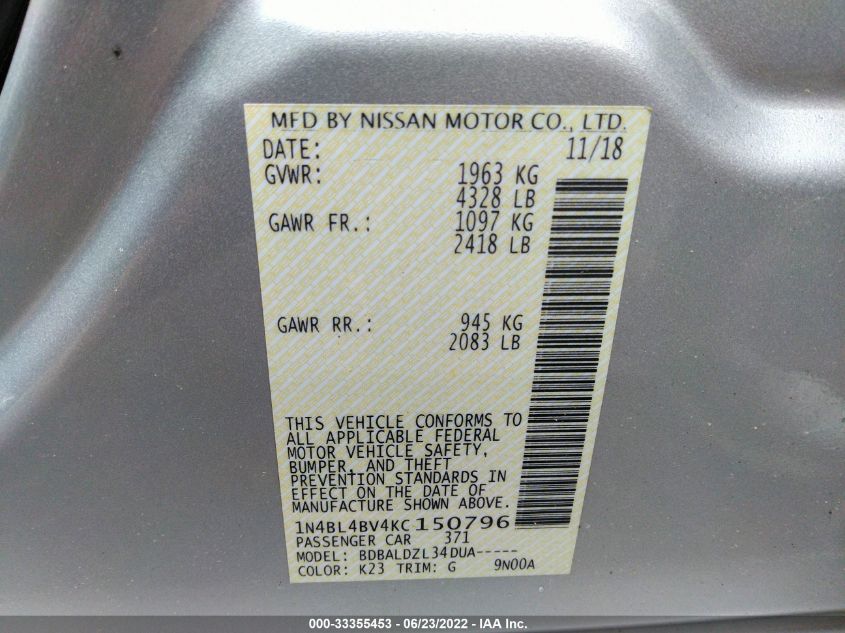 MFD BY NISSAN MOTOR CO., LTD.
DATE: 11/18
GVWR: 1963 KG
4328 LB
GAWR FR.: 1097 KG
2418 LB
GAWR RR.: 945 KG
2083 LB
THIS VEHICLE CONFORMS TO
ALL APPLICABLE FEDERAL
MOTOR VEHICLE SAFETY,
BUMPER, AND THEFT
PREVENTION STANDARDS IN
EFFECT ON THE DATE OF
MANUFACTURE SHOWN ABOVE.
1N4BL4BV4KC150796
PASSENGER CAR 371
MODEL: BDBALDZL34DUA-----
COLOR: K23 TRIM: G 9N00A
000-33355453 - 06/23/2022 - IAA Inc.